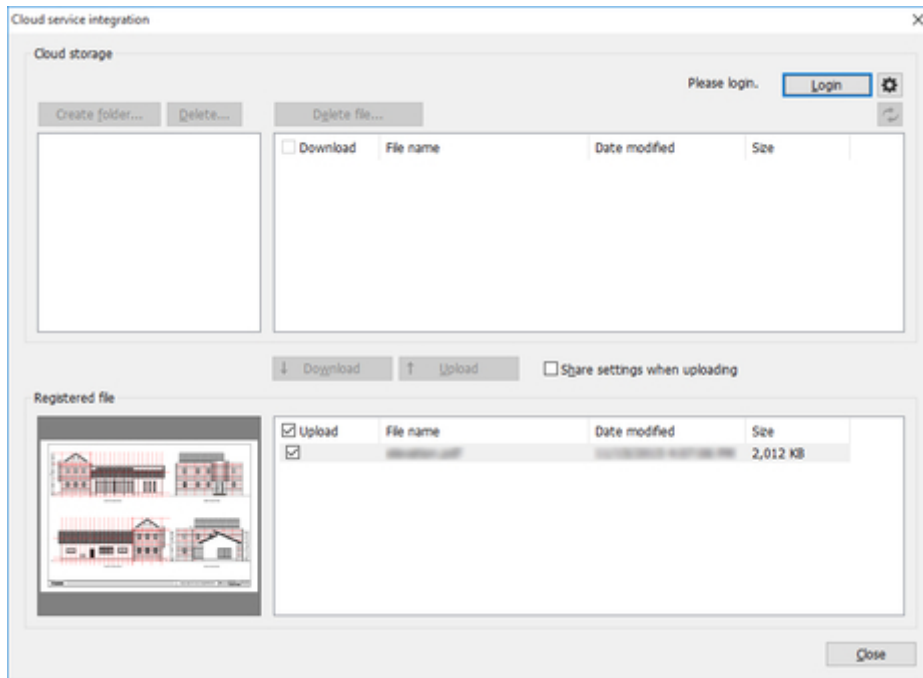 Cloud service integration
Cloud storage
Please login. Login
Create folder... Delete... Delete file...
Download File name Date modified Size
↓ Download ↑ Upload Share settings when uploading
Registered file
Upload File name Date modified Size
2,012 KB
Close